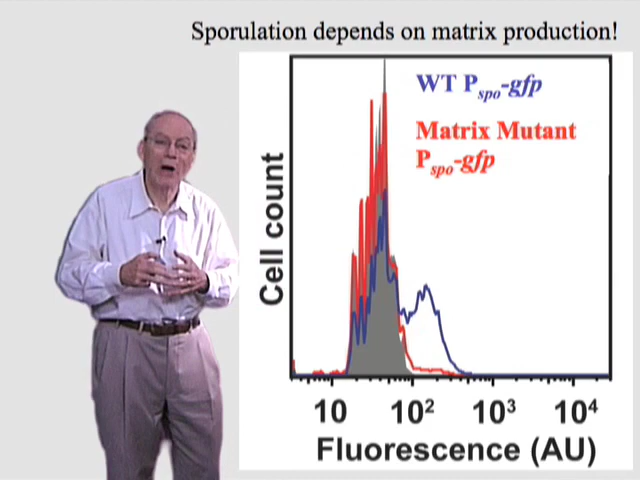 Sporulation depends on matrix production!
WT Pspo-gfp
Matrix Mutant
Pspo-gfp
Cell count
10 10² 10³ 10⁴
Fluorescence (AU)